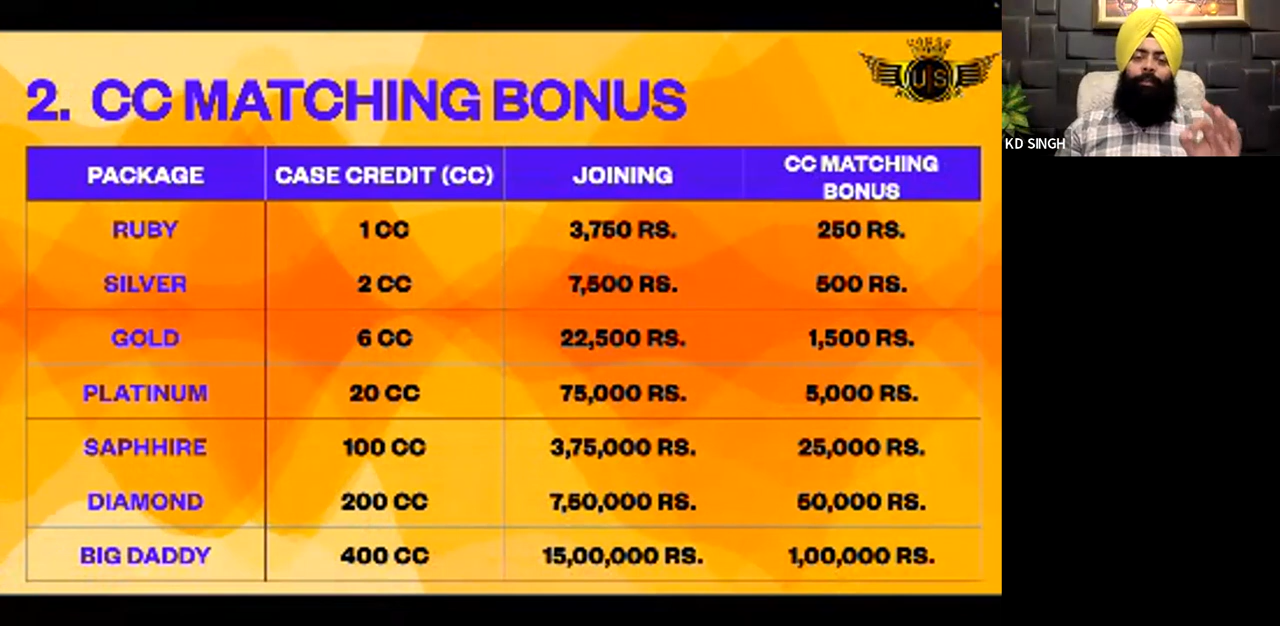 2. CC MATCHING BONUS
UJS
PACKAGE CASE CREDIT (CC) JOINING CC MATCHING BONUS
RUBY 1 CC 3,750 RS. 250 RS.
SILVER 2 CC 7,500 RS. 500 RS.
GOLD 6 CC 22,500 RS. 1,500 RS.
PLATINUM 20 CC 75,000 RS. 5,000 RS.
SAPHHIRE 100 CC 3,75,000 RS. 25,000 RS.
DIAMOND 200 CC 7,50,000 RS. 50,000 RS.
BIG DADDY 400 CC 15,00,000 RS. 1,00,000 RS.
KD SINGH